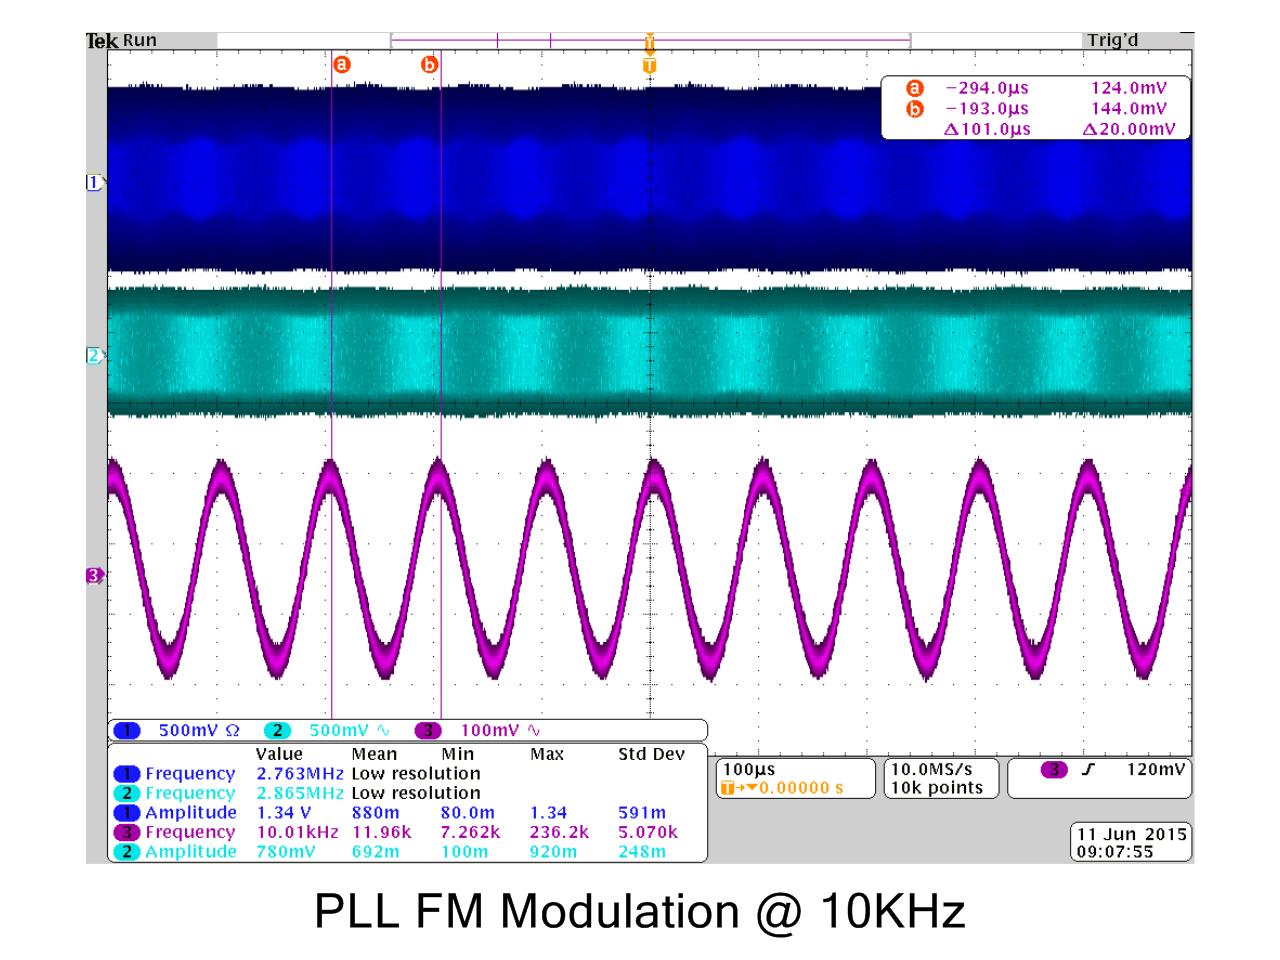 Tek Run Trig'd
T
a b T
a −294.0µs 124.0mV
b −193.0µs 144.0mV
Δ101.0µs Δ20.00mV
1
2
3
1 500mV Ω 2 500mV ∿ 3 100mV ∿
Value Mean Min Max Std Dev
1 Frequency 2.763MHz Low resolution
2 Frequency 2.865MHz Low resolution
1 Amplitude 1.34 V 880m 80.0m 1.34 591m
3 Frequency 10.01kHz 11.96k 7.262k 236.2k 5.070k
2 Amplitude 780mV 692m 100m 920m 248m
100µs
T→▼0.00000 s
10.0MS/s
10k points
3 120mV
11 Jun 2015
09:07:55
PLL FM Modulation @ 10KHz